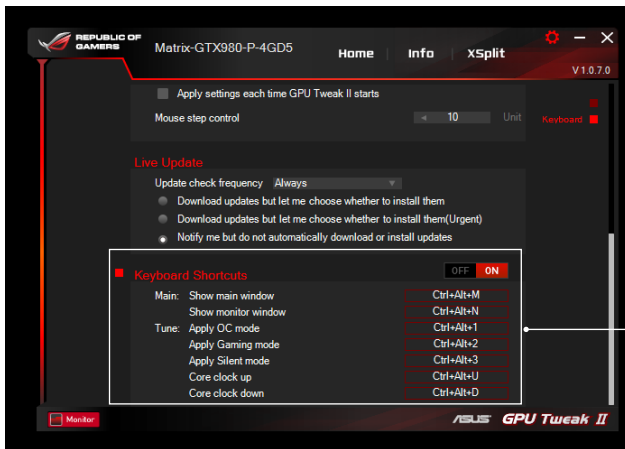 REPUBLIC OF
GAMERS
Matrix-GTX980-P-4GD5
Home
Info
XSplit
V 1.0.7.0
Apply settings each time GPU Tweak II starts
Mouse step control 10 Unit
Keyboard
Live Update
Update check frequency Always
Download updates but let me choose whether to install them
Download updates but let me choose whether to install them(Urgent)
Notify me but do not automatically download or install updates
Keyboard Shortcuts OFF ON
Main: Show main window Ctrl+Alt+M
Show monitor window Ctrl+Alt+N
Tune: Apply OC mode Ctrl+Alt+1
Apply Gaming mode Ctrl+Alt+2
Apply Silent mode Ctrl+Alt+3
Core clock up Ctrl+Alt+U
Core clock down Ctrl+Alt+D
Monitor
ASUS GPU Tweak II